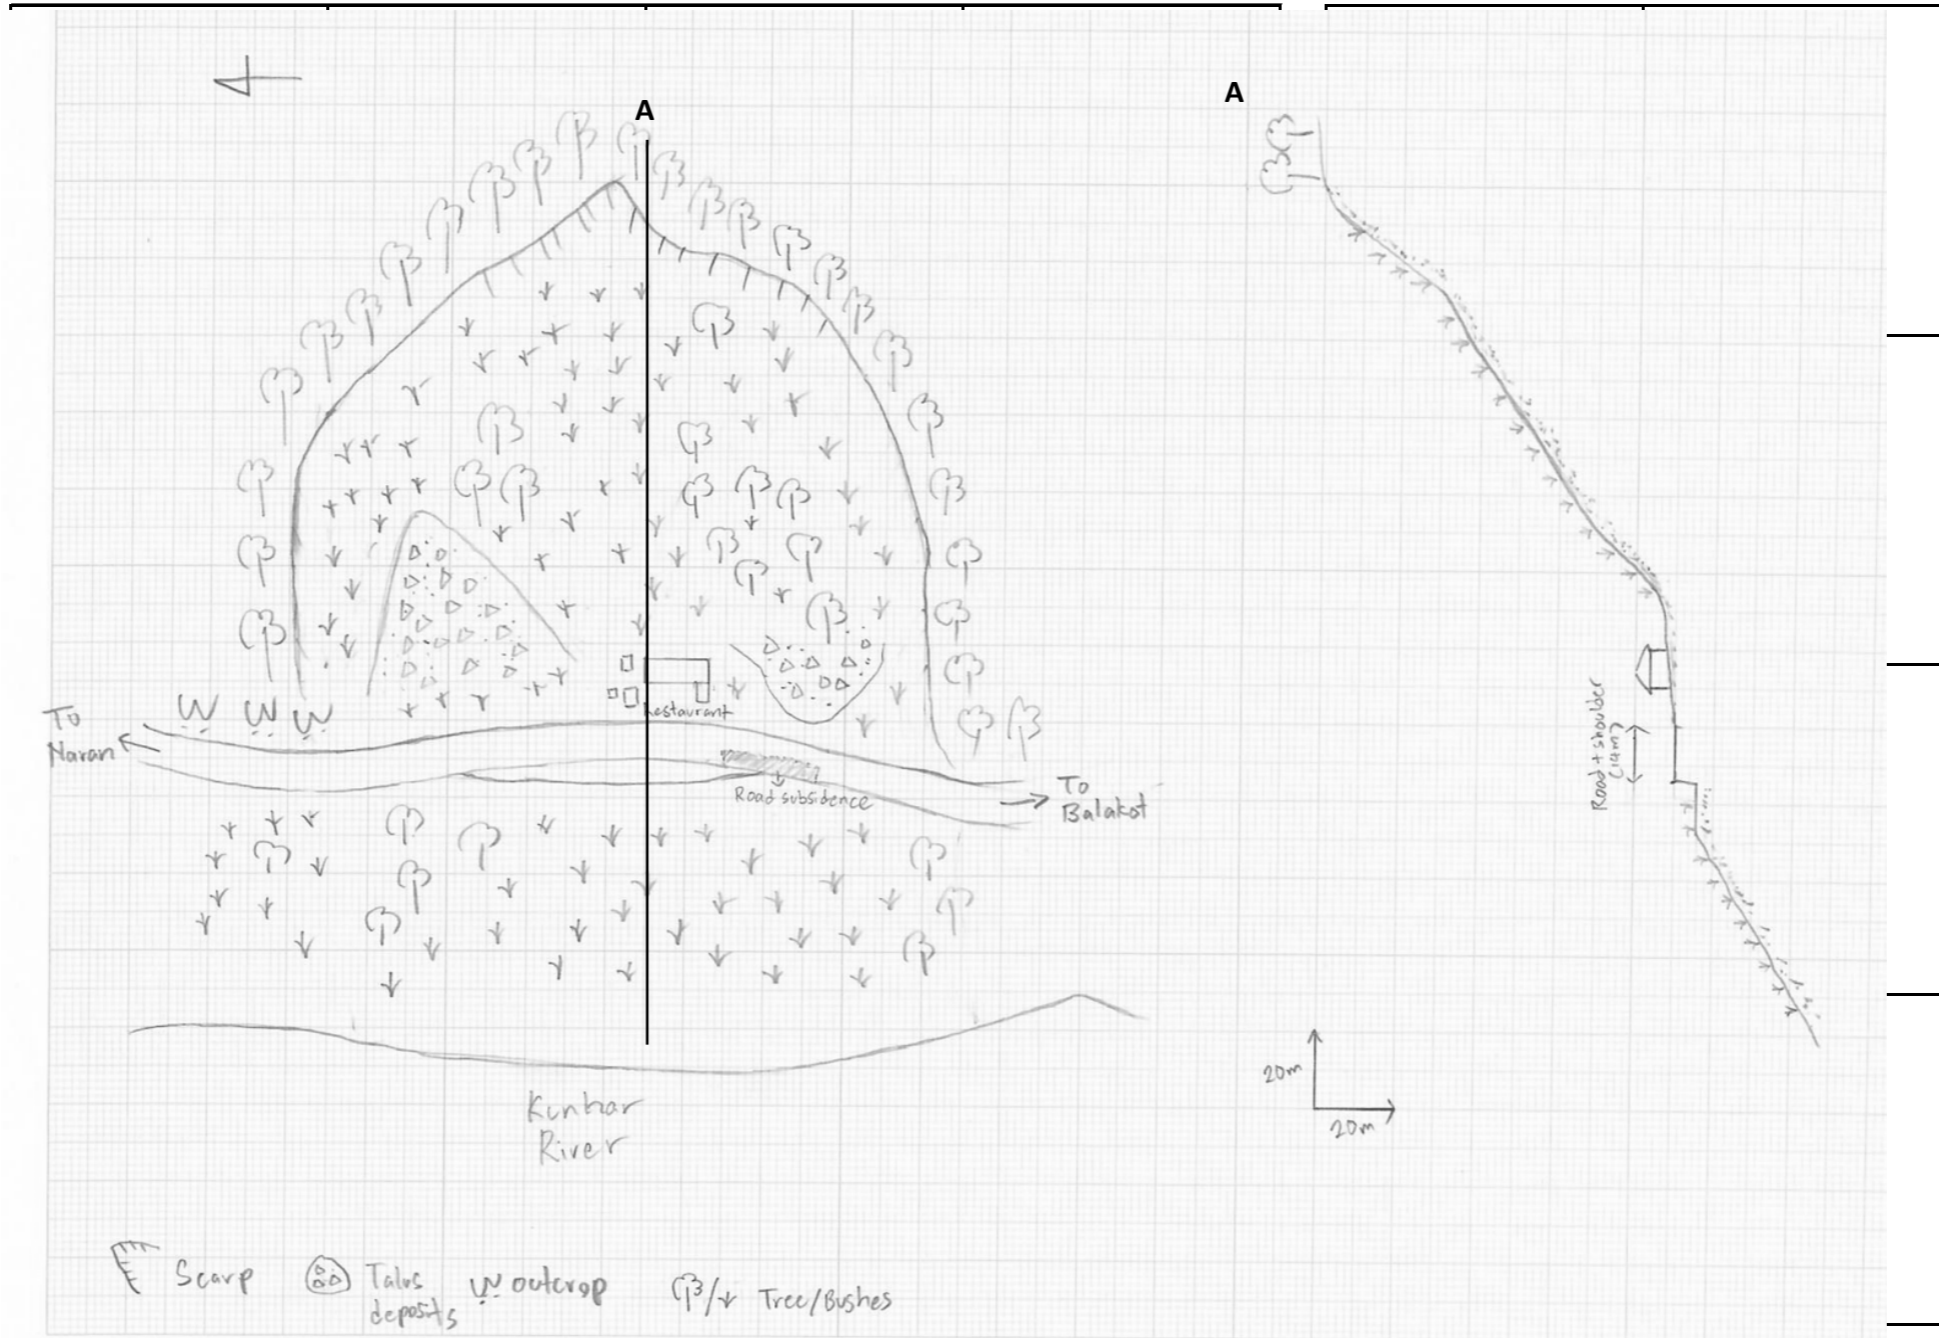 A
A
To
Naran
Restaurant
Road subsidence
To
Balakot
Road + shoulder
(14m)
Kunhar
River
20m
20m
Scarp
Talus
deposits
outcrop
Tree/Bushes